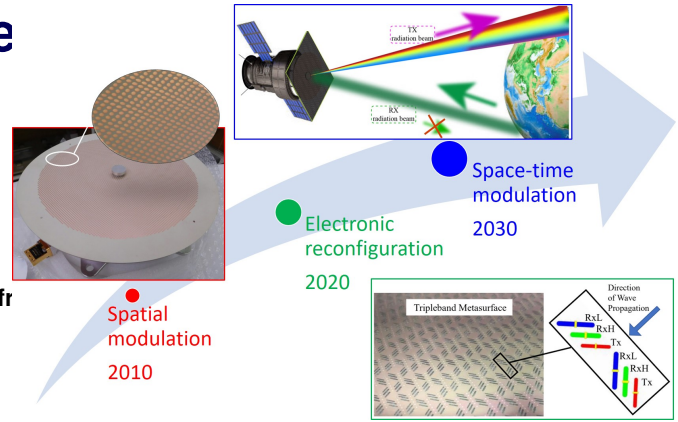 TX
radiation beam
RX
radiation beam
Space-time
modulation
2030
Electronic
reconfiguration
2020
Spatial
modulation
2010
Tripleband Metasurface
Direction
of Wave
Propagation
RxL
RxH
Tx
RxL
RxH
Tx